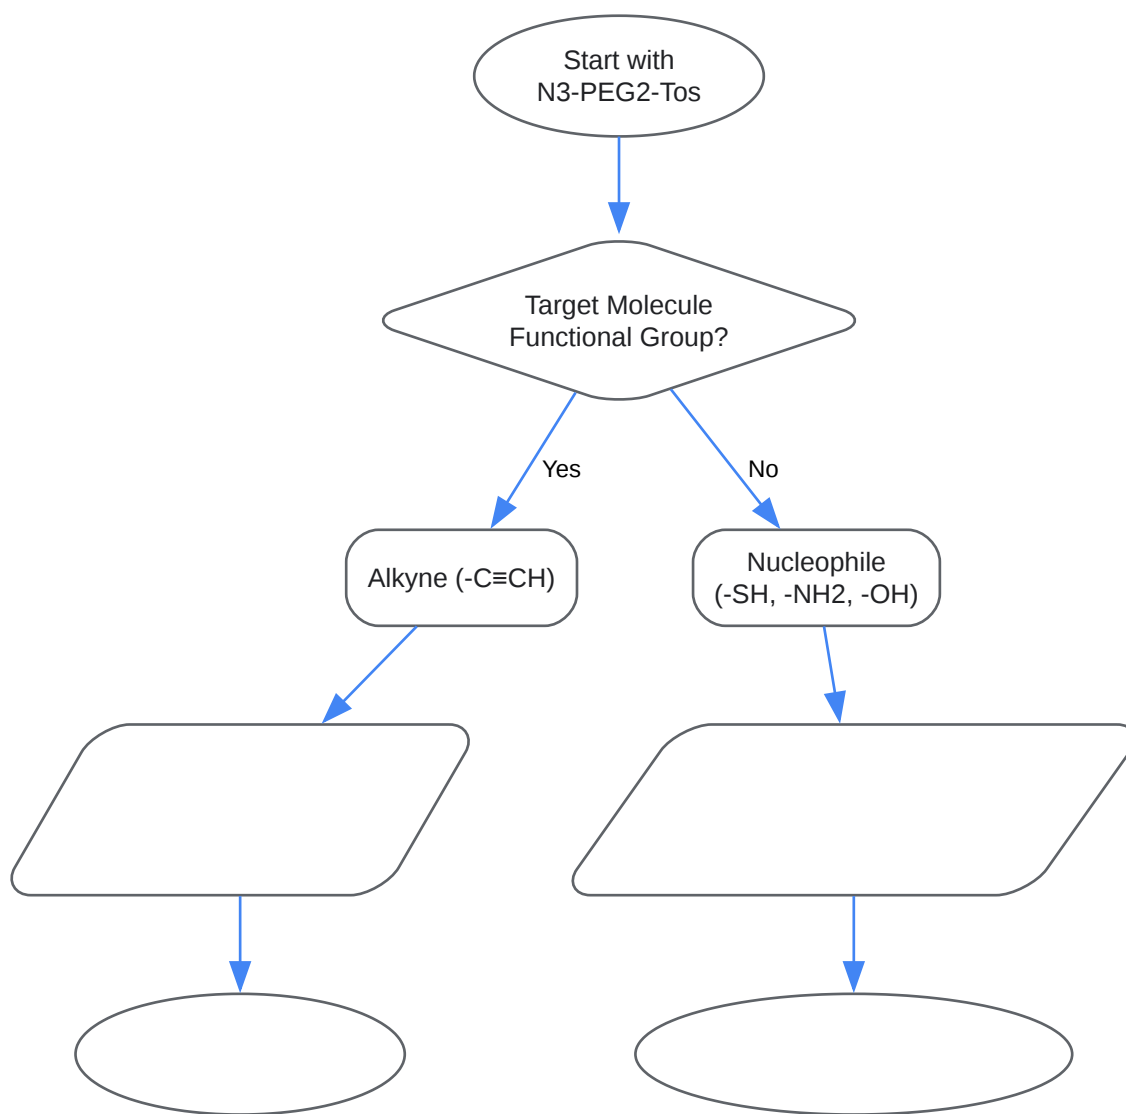 Start with
N3-PEG2-Tos
Target Molecule
Functional Group?
Yes
No
Alkyne (-C≡CH)
Nucleophile
(-SH, -NH2, -OH)